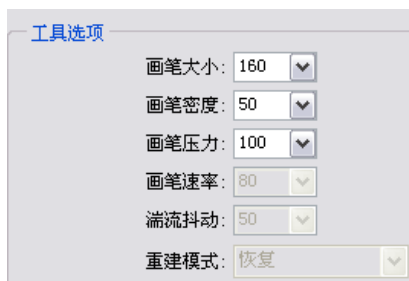 工具选项
画笔大小: 160
画笔密度: 50
画笔压力: 100
画笔速率: 80
湍流抖动: 50
重建模式: 恢复